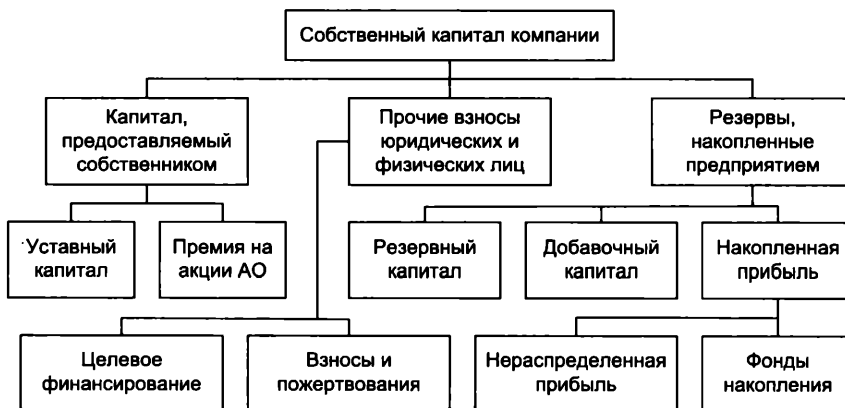 Собственный капитал компании
Капитал,
предоставляемый
собственником
Прочие взносы
юридических и
физических лиц
Резервы,
накопленные
предприятием
Уставный
капитал
Премия на
акции АО
Резервный
капитал
Добавочный
капитал
Накопленная
прибыль
Целевое
финансирование
Взносы и
пожертвования
Нераспределенная
прибыль
Фонды
накопления